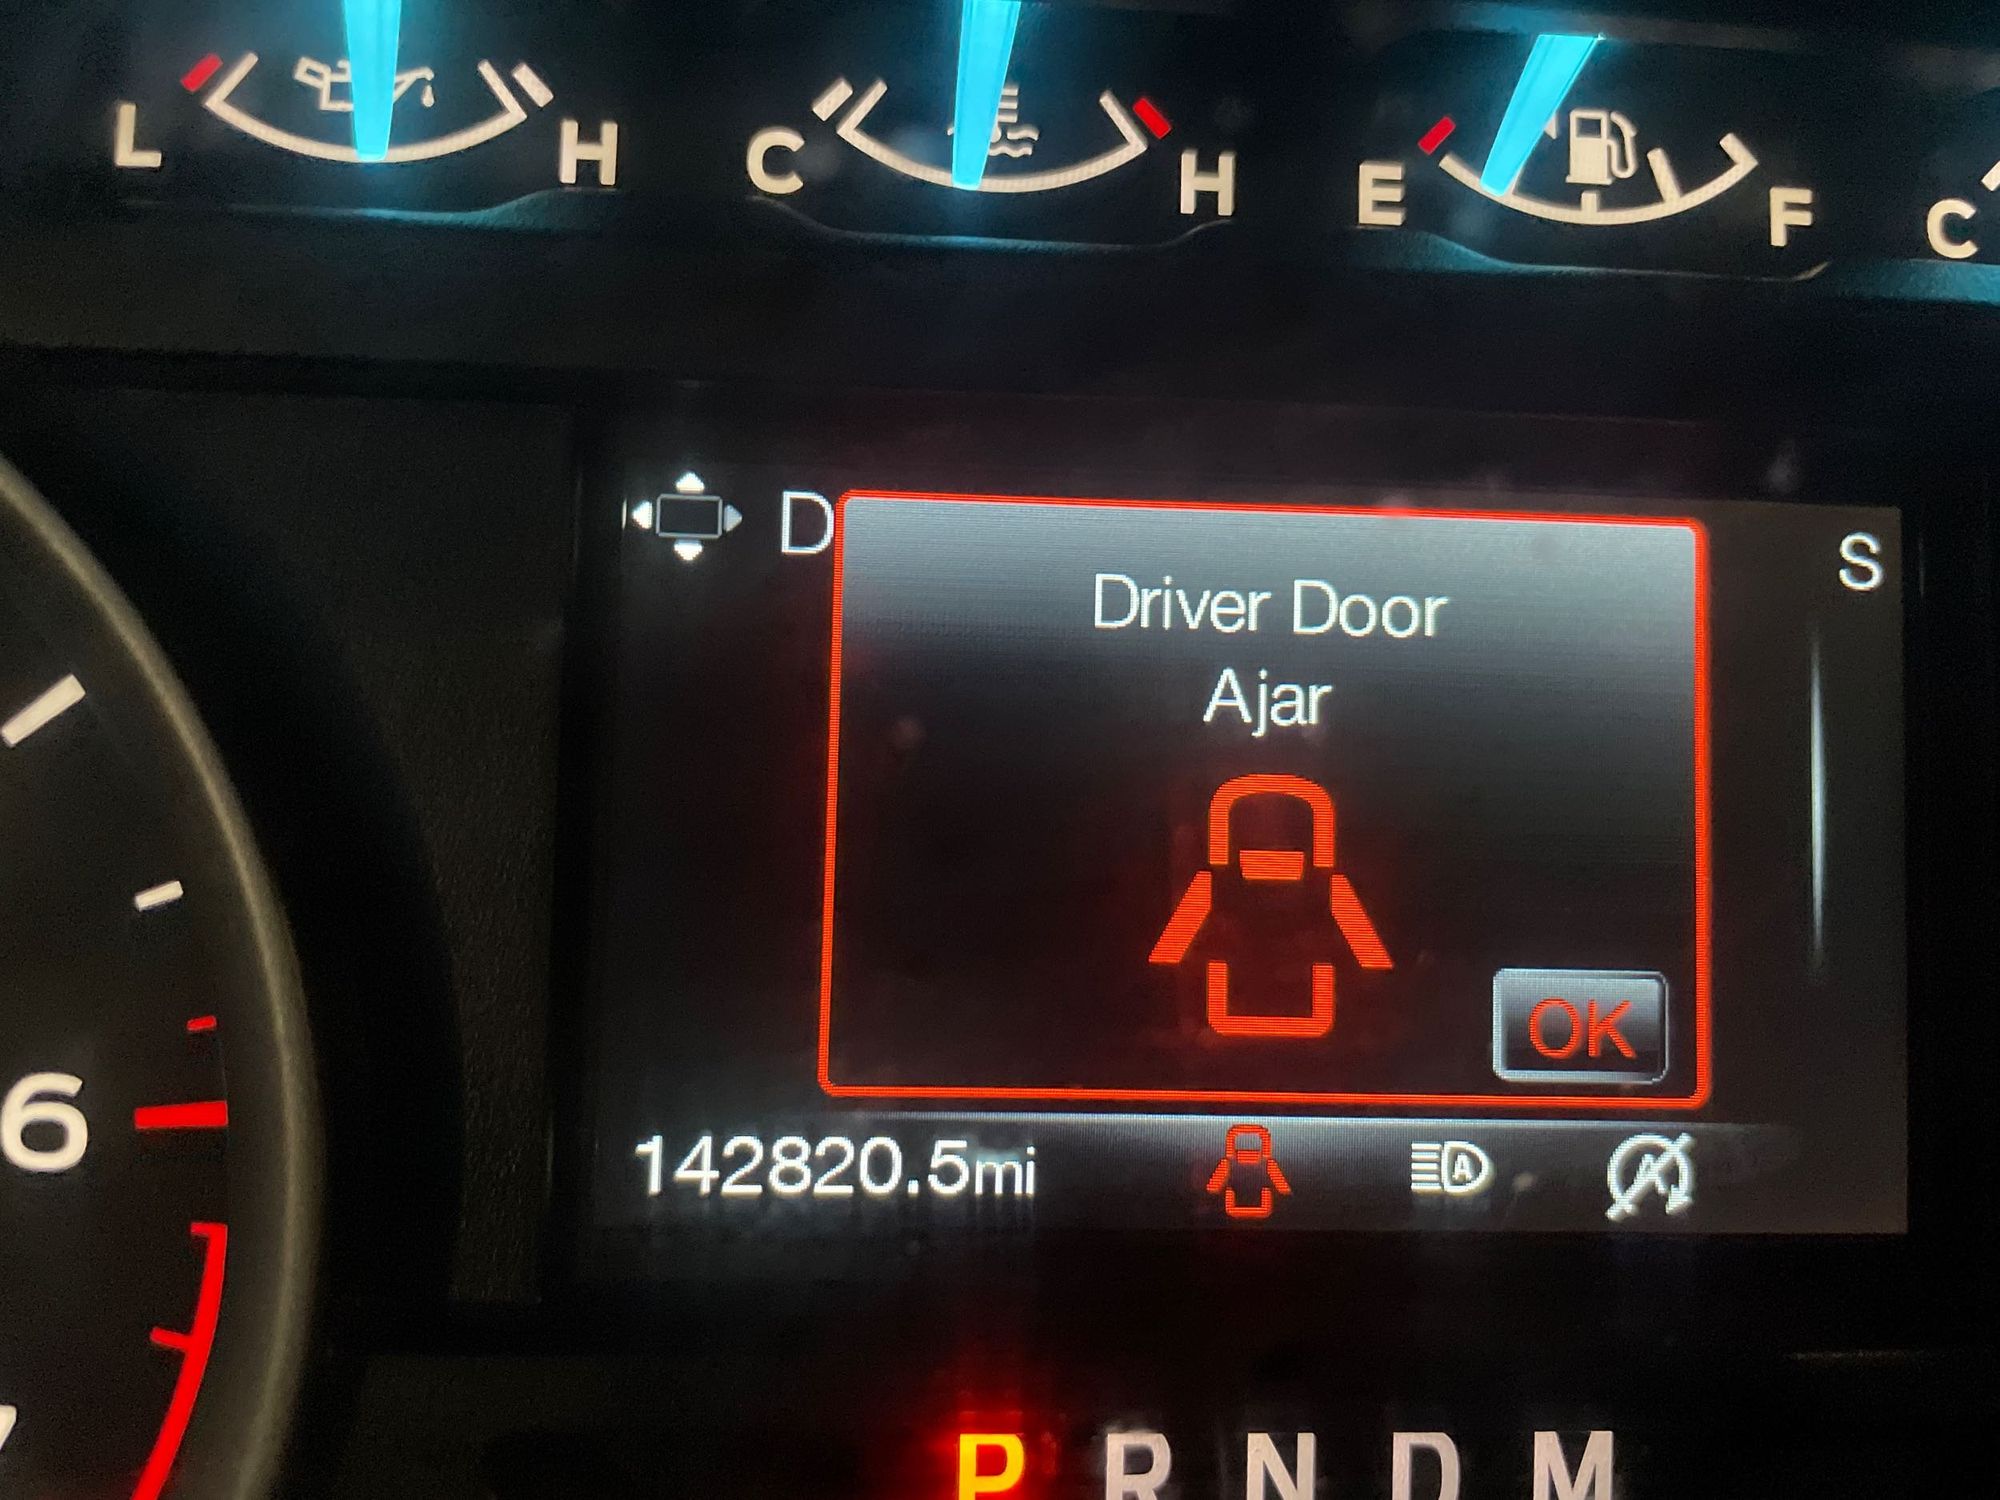 L H C H E F C
D S
Driver Door
Ajar
OK
6
142820.5mi A A
P R N D M